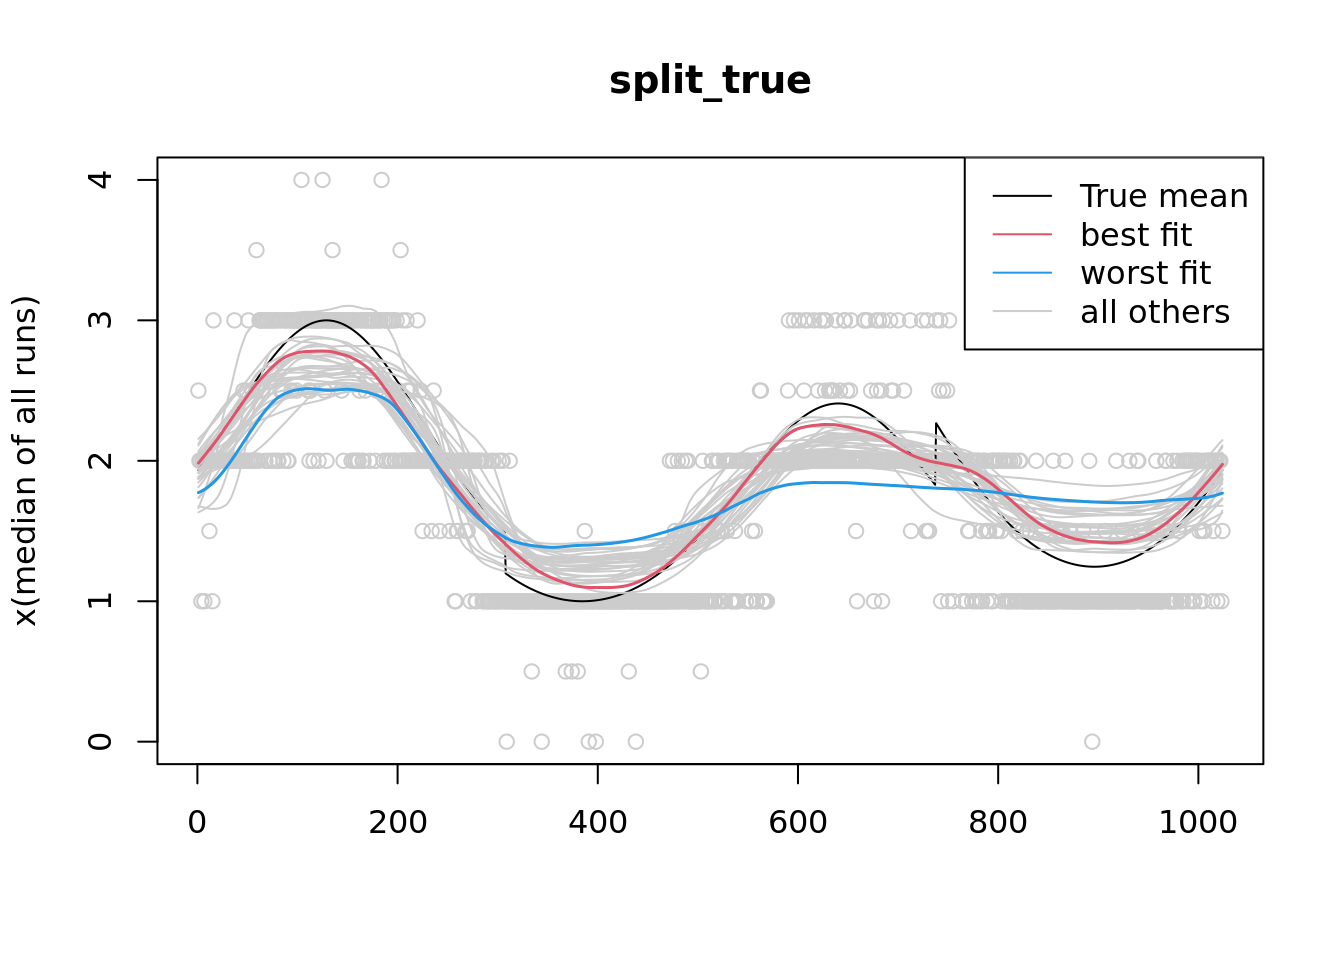 split_true
True mean
best fit
worst fit
all others
x(median of all runs)
4
3
2
1
0
0 200 400 600 800 1000